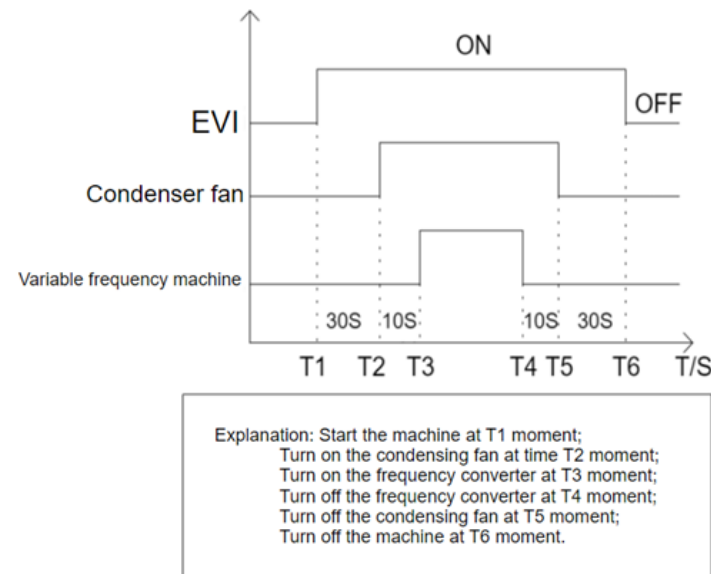 ON
OFF
EVI
Condenser fan
Variable frequency machine
30S 10S 10S 30S
T1 T2 T3 T4 T5 T6 T/S
Explanation: Start the machine at T1 moment;
Turn on the condensing fan at time T2 moment;
Turn on the frequency converter at T3 moment;
Turn off the frequency converter at T4 moment;
Turn off the condensing fan at T5 moment;
Turn off the machine at T6 moment.